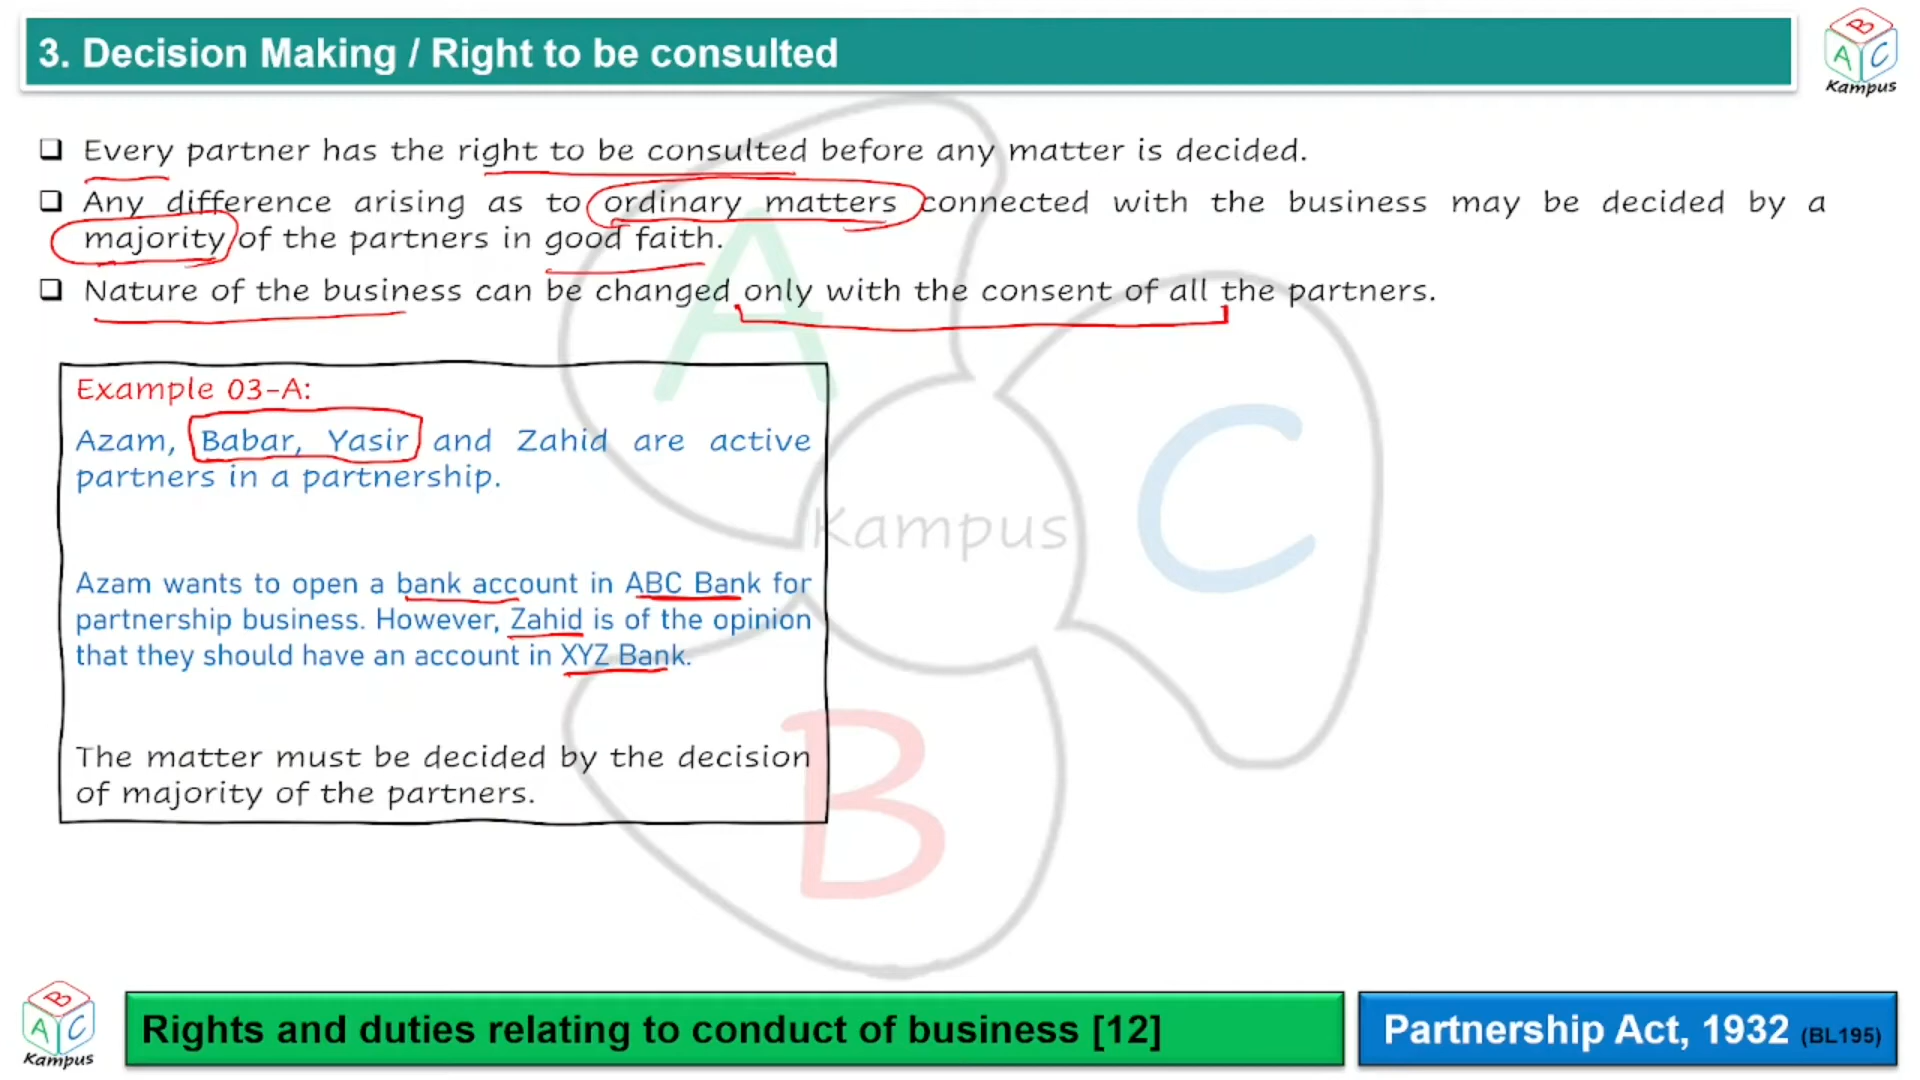 3. Decision Making / Right to be consulted
B
A C
Kampus
❑ Every partner has the right to be consulted before any matter is decided.
❑ Any difference arising as to ordinary matters connected with the business may be decided by a
majority of the partners in good faith.
❑ Nature of the business can be changed only with the consent of all the partners.
Example 03-A:
Azam, Babar, Yasir and Zahid are active
partners in a partnership.
Azam wants to open a bank account in ABC Bank for
partnership business. However, Zahid is of the opinion
that they should have an account in XYZ Bank.
The matter must be decided by the decision
of majority of the partners.
A
C
Kampus
B
B
A C
Kampus
Rights and duties relating to conduct of business [12]
Partnership Act, 1932 (BL195)